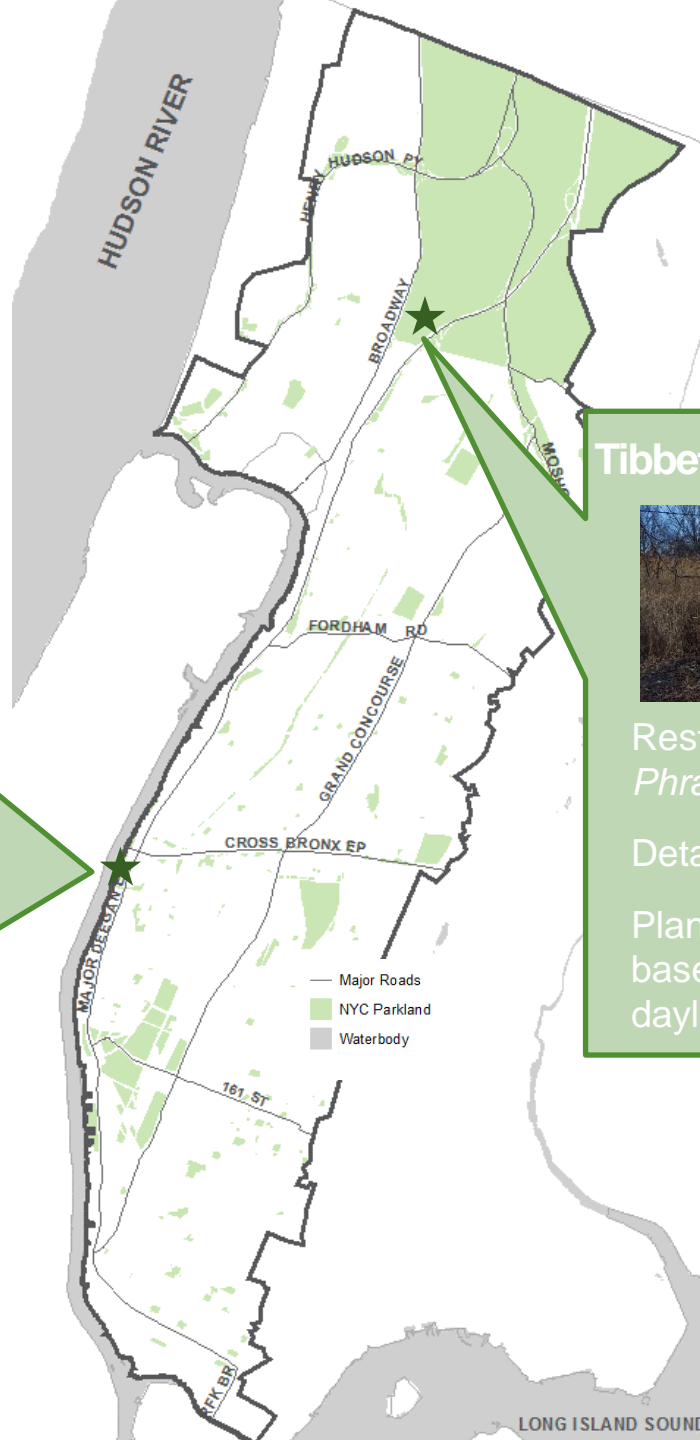 HUDSON RIVER
HENRY HUDSON PY
BROADWAY
MOSHO
Tibbe
FORDHAM RD
GRAND CONCOURSE
Rest
Phra
CROSS BRONX EP
Deta
MAJOR DEEGAN E
Plan
base
dayl
Major Roads
NYC Parkland
Waterbody
161 ST
RFK BR
LONG ISLAND SOUND